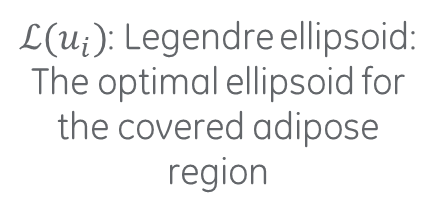 ℒ(𝑢ᵢ): Legendre ellipsoid:
The optimal ellipsoid for
the covered adipose
region